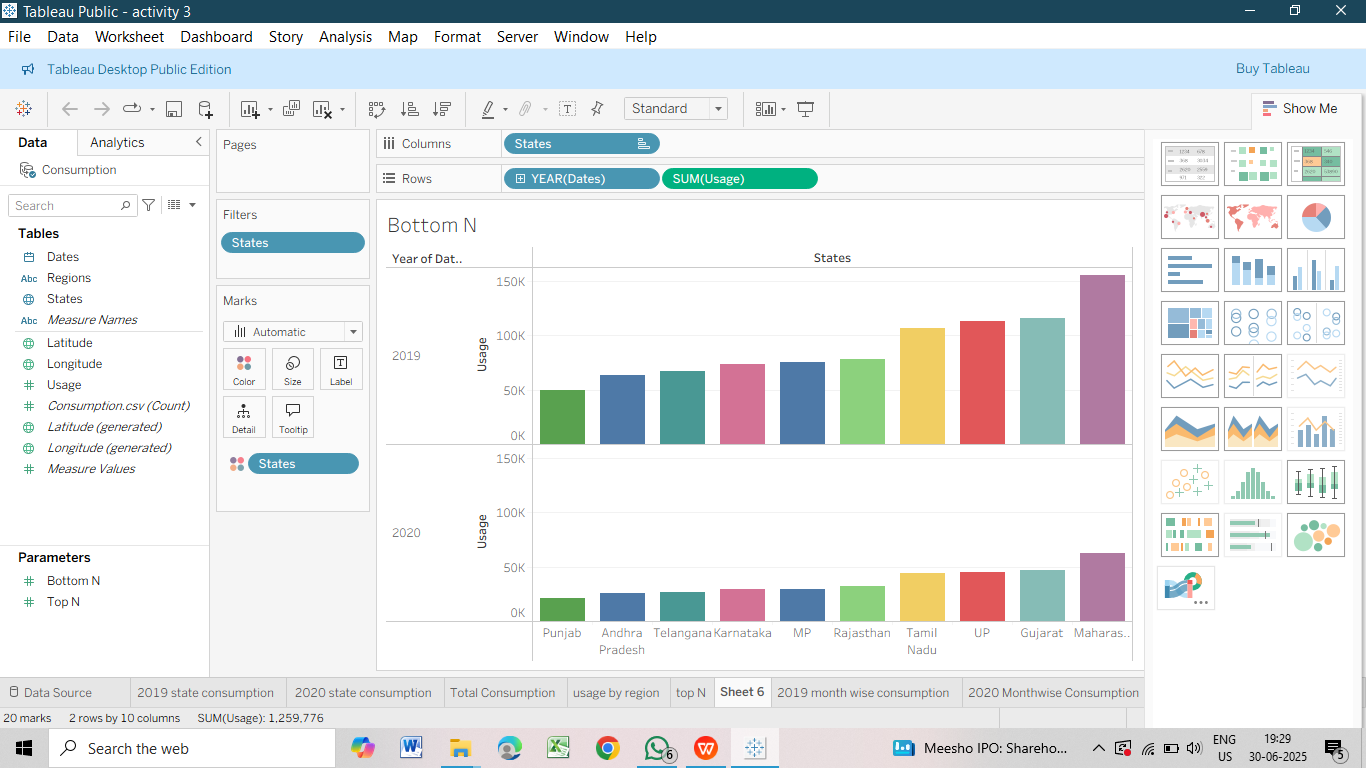 Tableau Public - activity 3
File Data Worksheet Dashboard Story Analysis Map Format Server Window Help
Tableau Desktop Public Edition
Buy Tableau
Standard
Show Me
Data
Analytics
Consumption
Search
Tables
Dates
Abc Regions
States
Abc Measure Names
Latitude
Longitude
Usage
Consumption.csv (Count)
Latitude (generated)
Longitude (generated)
Measure Values
Parameters
Bottom N
Top N
Pages
Filters
States
Marks
Automatic
Color Size Label
Detail Tooltip
States
Columns
States
Rows
YEAR(Dates) SUM(Usage)
Bottom N
Year of Dat..
States
2019
Usage
150K
100K
50K
0K
2020
Usage
150K
100K
50K
0K
Punjab Andhra Pradesh Telangana Karnataka MP Rajasthan Tamil Nadu UP Gujarat Maharas..
Data Source 2019 state consumption 2020 state consumption Total Consumption usage by region top N Sheet 6 2019 month wise consumption 2020 Monthwise Consumption
20 marks 2 rows by 10 columns SUM(Usage): 1,259,776
Search the web
6
Meesho IPO: Shareho...
ENG
US
19:29
30-06-2025
5